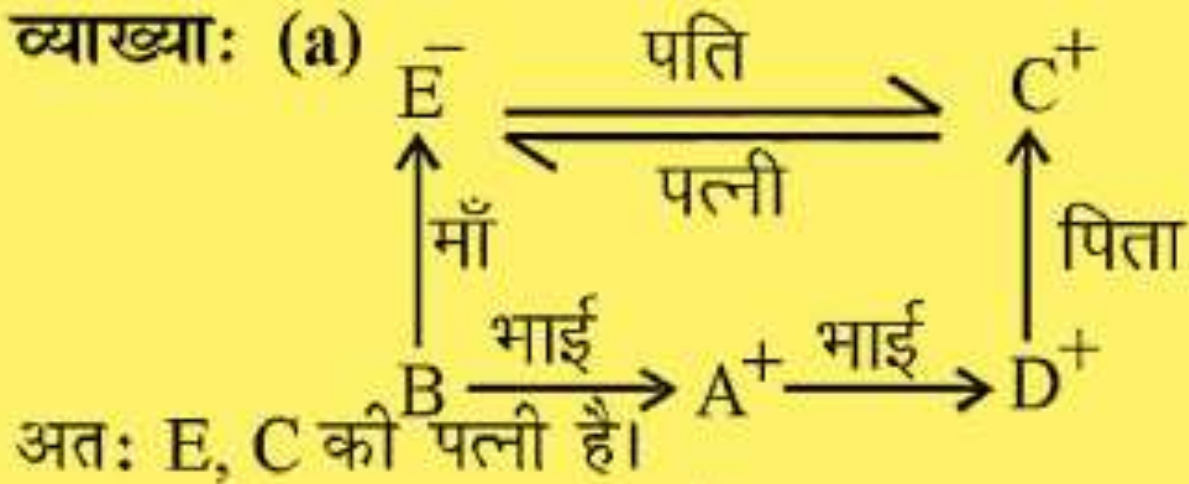 व्याख्या: (a) E⁻ पति C⁺
पत्नी
माँ पिता
B भाई A⁺ भाई D⁺
अत: E, C की पत्नी है।